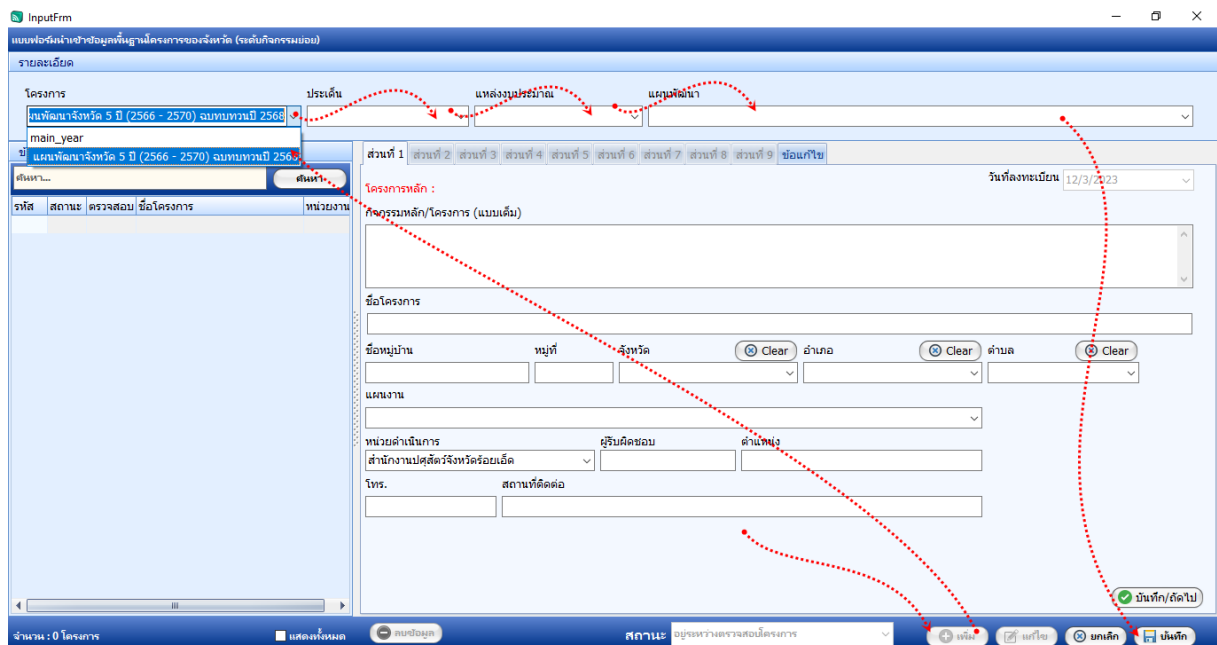 InputFrm
แบบฟอร์มนำเข้าข้อมูลพื้นฐานโครงการของจังหวัด (ระดับกิจกรรมย่อย)
รายละเอียด
โครงการ ประเด็น แหล่งงบประมาณ แผนพัฒนา
แผนพัฒนาจังหวัด 5 ปี (2566 - 2570) ฉบทบทวนปี 2568
main_year
แผนพัฒนาจังหวัด 5 ปี (2566 - 2570) ฉบทบทวนปี 2568
ส่วนที่ 1 ส่วนที่ 2 ส่วนที่ 3 ส่วนที่ 4 ส่วนที่ 5 ส่วนที่ 6 ส่วนที่ 7 ส่วนที่ 8 ส่วนที่ 9 ข้อแก้ไข
ค้นหา... ค้นหา
วันที่ลงทะเบียน 12/3/2023
โครงการหลัก :
รหัส สถานะ ตรวจสอบ ชื่อโครงการ หน่วยงาน
กิจกรรมหลัก/โครงการ (แบบเต็ม)
ชื่อโครงการ
ชื่อหมู่บ้าน หมู่ที่ จังหวัด Clear อำเภอ Clear ตำบล Clear
แผนงาน
หน่วยดำเนินการ ผู้รับผิดชอบ ตำแหน่ง
สำนักงานปศุสัตว์จังหวัดร้อยเอ็ด
โทร. สถานที่ติดต่อ
บันทึก/ถัดไป
จำนวน : 0 โครงการ แสดงทั้งหมด ลบข้อมูล สถานะ อยู่ระหว่างตรวจสอบโครงการ เพิ่ม แก้ไข ยกเลิก บันทึก